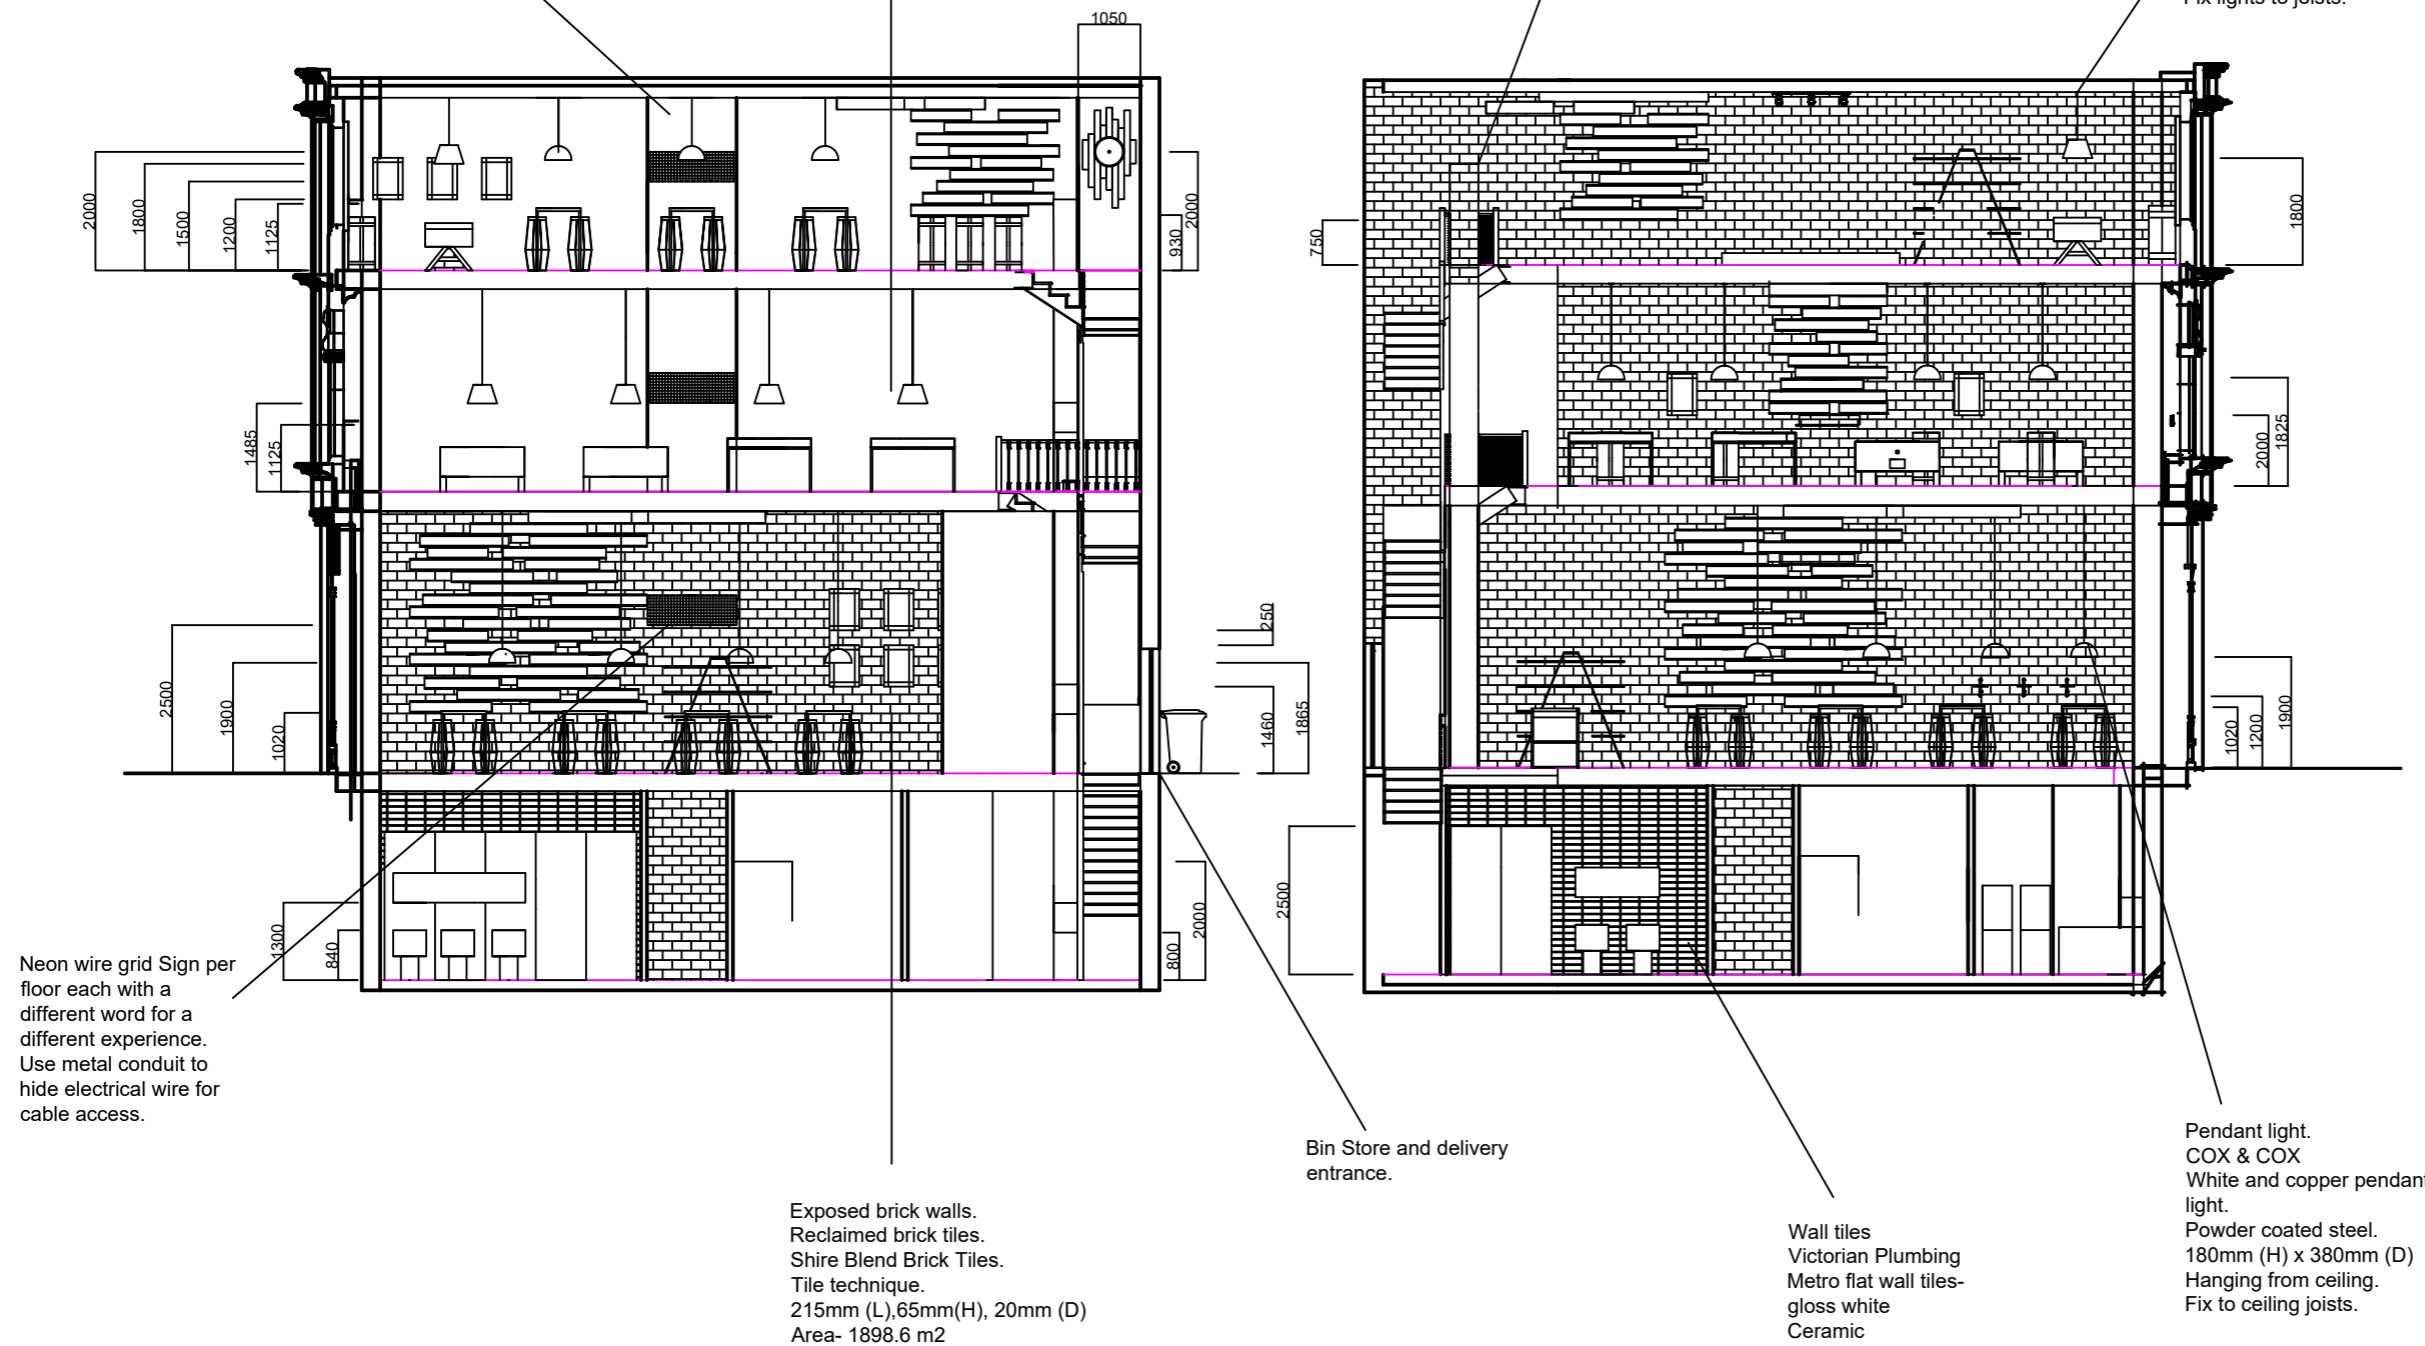 Fix lights to joists.
1050
2000
1800
1500
1200
1125
930
2000
750
1800
1485
1125
2000
1825
2500
1900
1020
250
1460
1865
1020
1200
1900
1300
840
800
2000
2500
Neon wire grid Sign per
floor each with a
different word for a
different experience.
Use metal conduit to
hide electrical wire for
cable access.
Exposed brick walls.
Reclaimed brick tiles.
Shire Blend Brick Tiles.
Tile technique.
215mm (L),65mm(H), 20mm (D)
Area- 1898.6 m2
Bin Store and delivery
entrance.
Wall tiles
Victorian Plumbing
Metro flat wall tiles-
gloss white
Ceramic
Pendant light.
COX & COX
White and copper pendant
light.
Powder coated steel.
180mm (H) x 380mm (D)
Hanging from ceiling.
Fix to ceiling joists.